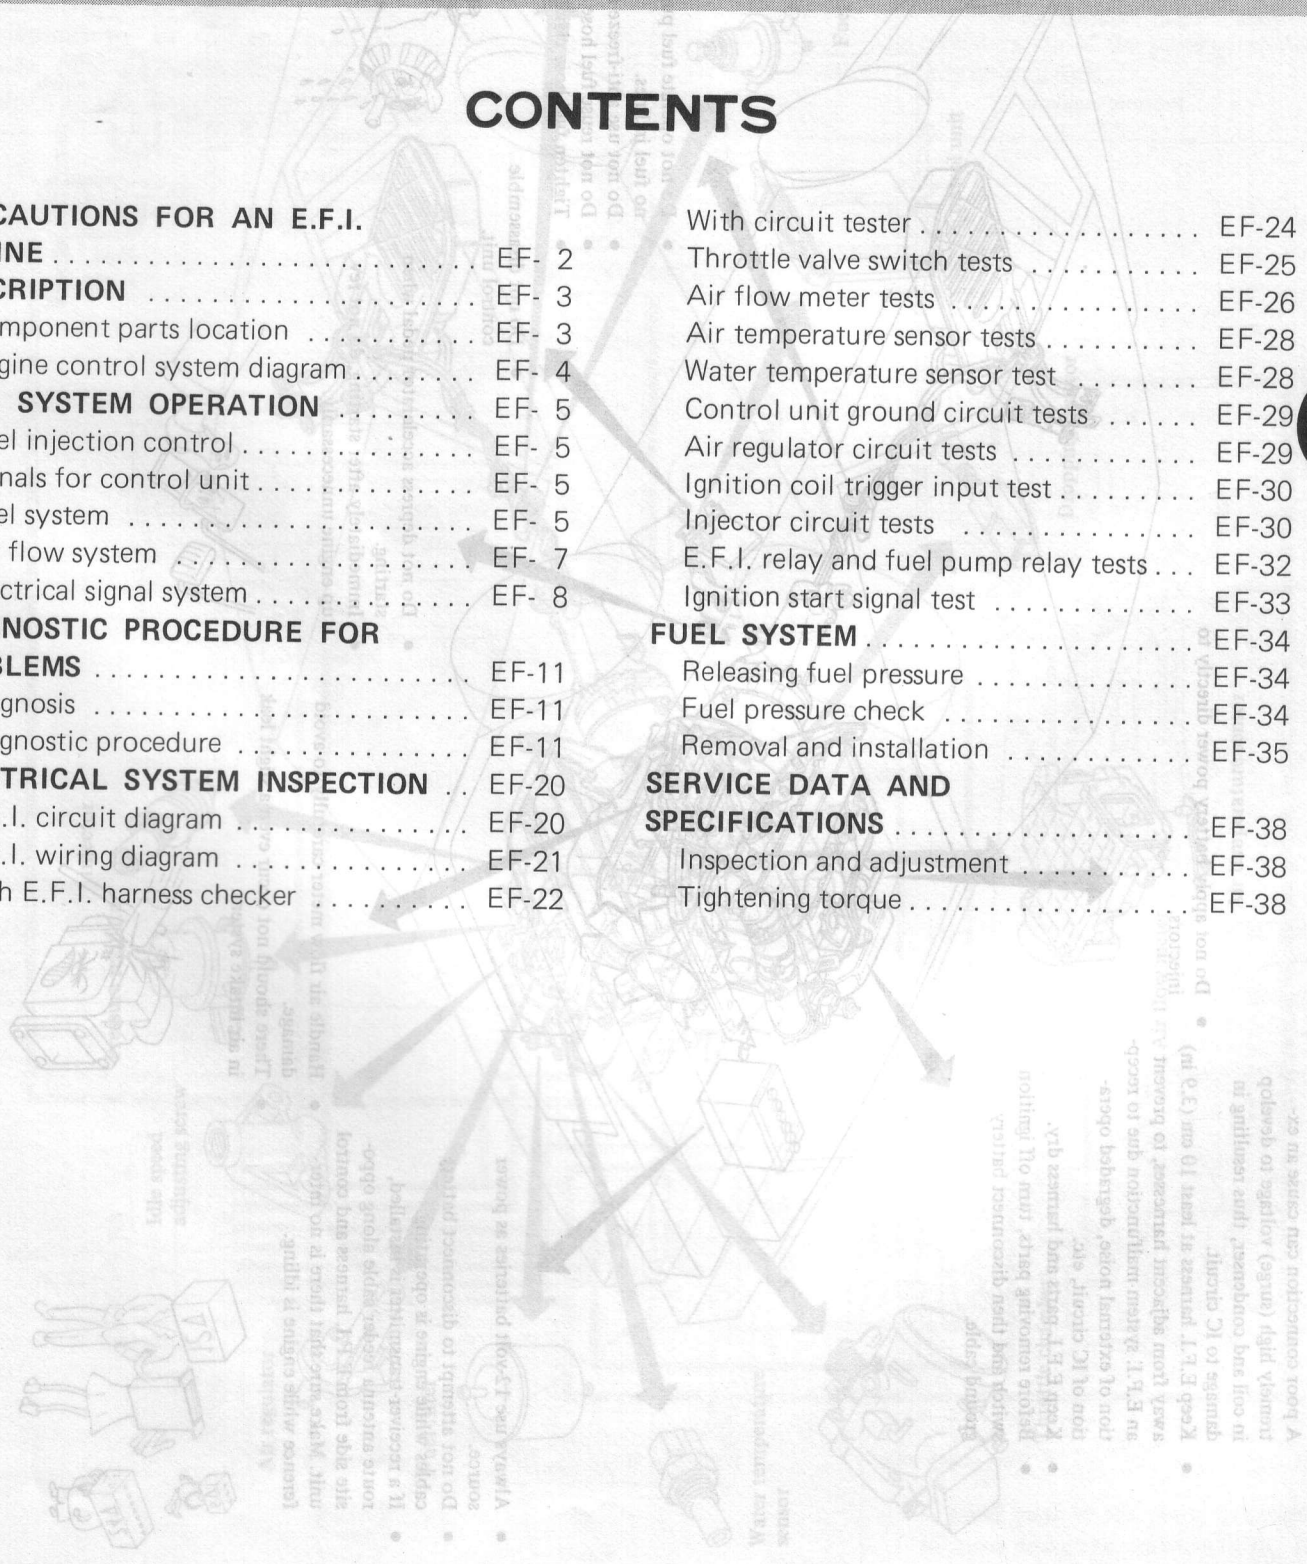 CONTENTS
CAUTIONS FOR AN E.F.I.
INE . . . . . . . . . . . . . . . . . . . . . . . . . . EF- 2
CRIPTION . . . . . . . . . . . . . . . . . . . . . EF- 3
mponent parts location . . . . . . . . . . . EF- 3
gine control system diagram . . . . . . . . EF- 4
SYSTEM OPERATION . . . . . . . . . EF- 5
el injection control . . . . . . . . . . . . . . . EF- 5
nals for control unit . . . . . . . . . . . . . . EF- 5
el system . . . . . . . . . . . . . . . . . . . . . . EF- 5
flow system . . . . . . . . . . . . . . . . . . . EF- 7
ctrical signal system . . . . . . . . . . . . . . EF- 8
NOSTIC PROCEDURE FOR
BLEMS . . . . . . . . . . . . . . . . . . . . . . . . EF-11
gnosis . . . . . . . . . . . . . . . . . . . . . . . . EF-11
gnostic procedure . . . . . . . . . . . . . . . EF-11
TRICAL SYSTEM INSPECTION . . EF-20
.I. circuit diagram . . . . . . . . . . . . . . . EF-20
.I. wiring diagram . . . . . . . . . . . . . . . EF-21
h E.F.I. harness checker . . . . . . . . . . EF-22
With circuit tester . . . . . . . . . . . . . . . . . . EF-24
Throttle valve switch tests . . . . . . . . . . . EF-25
Air flow meter tests . . . . . . . . . . . . . . . . EF-26
Air temperature sensor tests . . . . . . . . . . EF-28
Water temperature sensor test . . . . . . . . EF-28
Control unit ground circuit tests . . . . . . EF-29
Air regulator circuit tests . . . . . . . . . . . . EF-29
Ignition coil trigger input test . . . . . . . . . EF-30
Injector circuit tests . . . . . . . . . . . . . . . EF-30
E.F.I. relay and fuel pump relay tests . . . EF-32
Ignition start signal test . . . . . . . . . . . . . EF-33
FUEL SYSTEM . . . . . . . . . . . . . . . . . . . . . EF-34
Releasing fuel pressure . . . . . . . . . . . . . . EF-34
Fuel pressure check . . . . . . . . . . . . . . . . EF-34
Removal and installation . . . . . . . . . . . . EF-35
SERVICE DATA AND
SPECIFICATIONS . . . . . . . . . . . . . . . . . . . EF-38
Inspection and adjustment . . . . . . . . . . . EF-38
Tightening torque . . . . . . . . . . . . . . . . . . EF-38